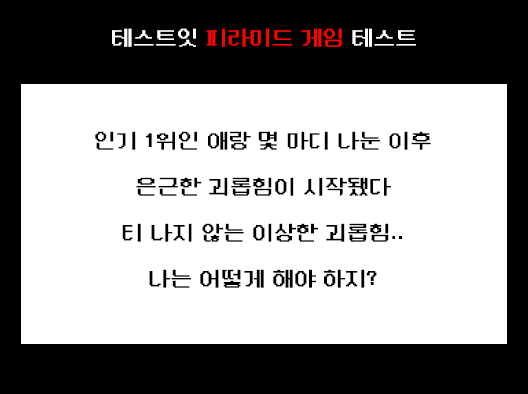 테스트잇 피라미드 게임 테스트
인기 1위인 애랑 몇 마디 나눈 이후
은근한 괴롭힘이 시작됐다
티 나지 않는 이상한 괴롭힘..
나는 어떻게 해야 하지?